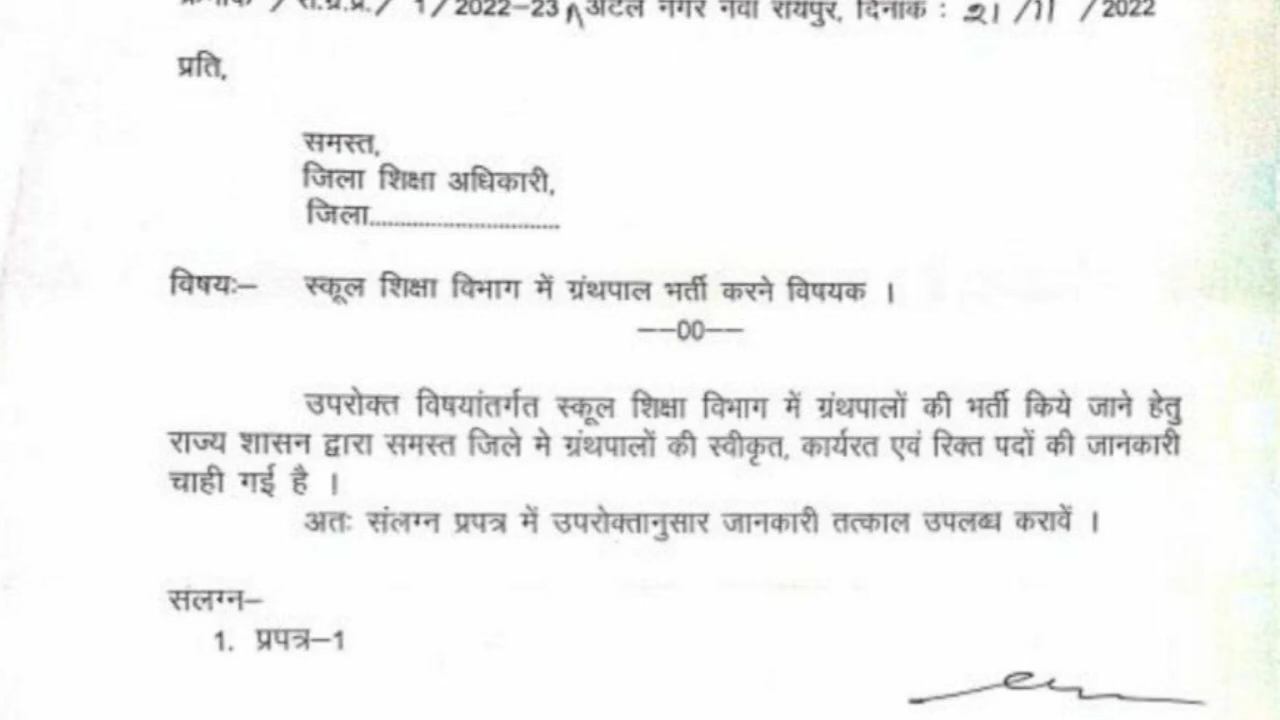 क्रमांक / स.ग्र.प्र./ 1/2022–23 अटल नगर नवा रायपुर, दिनांक : 21 /11 /2022
प्रति,
समस्त,
जिला शिक्षा अधिकारी,
जिला..............................
विषयः– स्कूल शिक्षा विभाग में ग्रंथपाल भर्ती करने विषयक ।
––00––
उपरोक्त विषयांतर्गत स्कूल शिक्षा विभाग में ग्रंथपालों की भर्ती किये जाने हेतु
राज्य शासन द्वारा समस्त जिले मे ग्रंथपालों की स्वीकृत, कार्यरत एवं रिक्त पदों की जानकारी
चाही गई है ।
अतः संलग्न प्रपत्र में उपरोक्तानुसार जानकारी तत्काल उपलब्ध करावें ।
संलग्न–
1. प्रपत्र–1